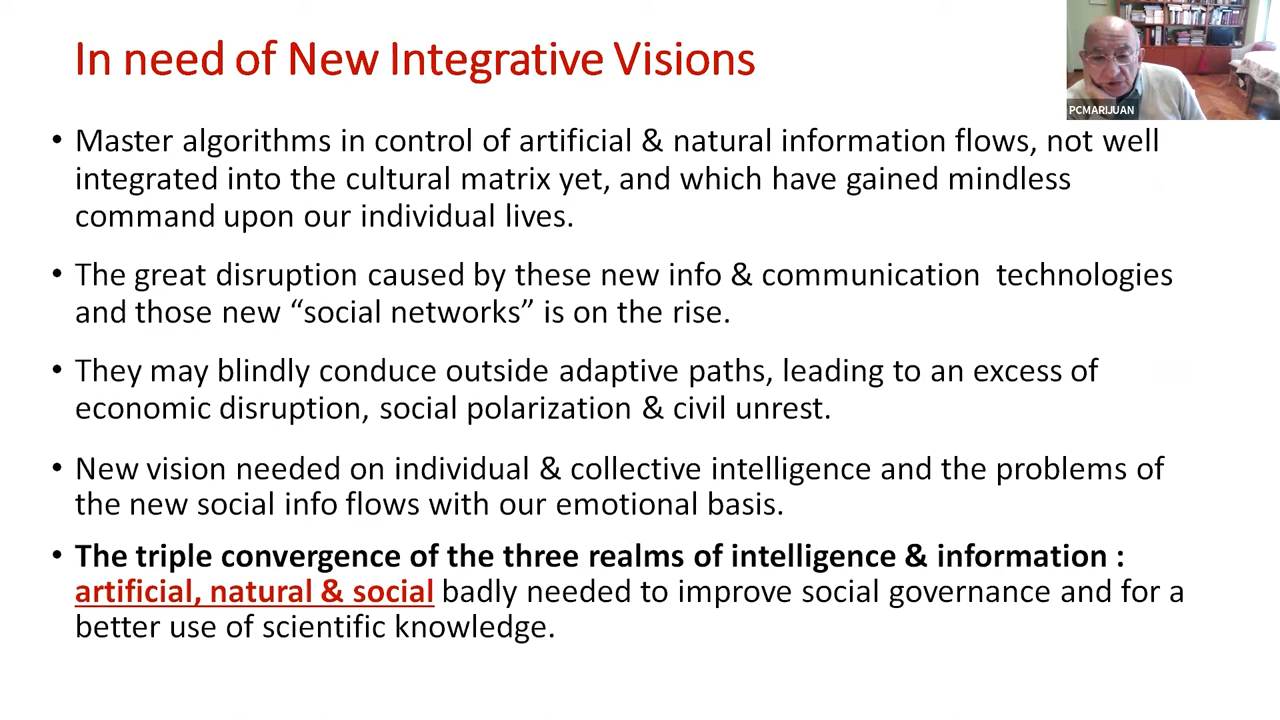 In need of New Integrative Visions
PCMARIJUAN
• Master algorithms in control of artificial & natural information flows, not well
integrated into the cultural matrix yet, and which have gained mindless
command upon our individual lives.
• The great disruption caused by these new info & communication  technologies
and those new “social networks” is on the rise.
• They may blindly conduce outside adaptive paths, leading to an excess of
economic disruption, social polarization & civil unrest.
• New vision needed on individual & collective intelligence and the problems of
the new social info flows with our emotional basis.
• The triple convergence of the three realms of intelligence & information :
artificial, natural & social badly needed to improve social governance and for a
better use of scientific knowledge.